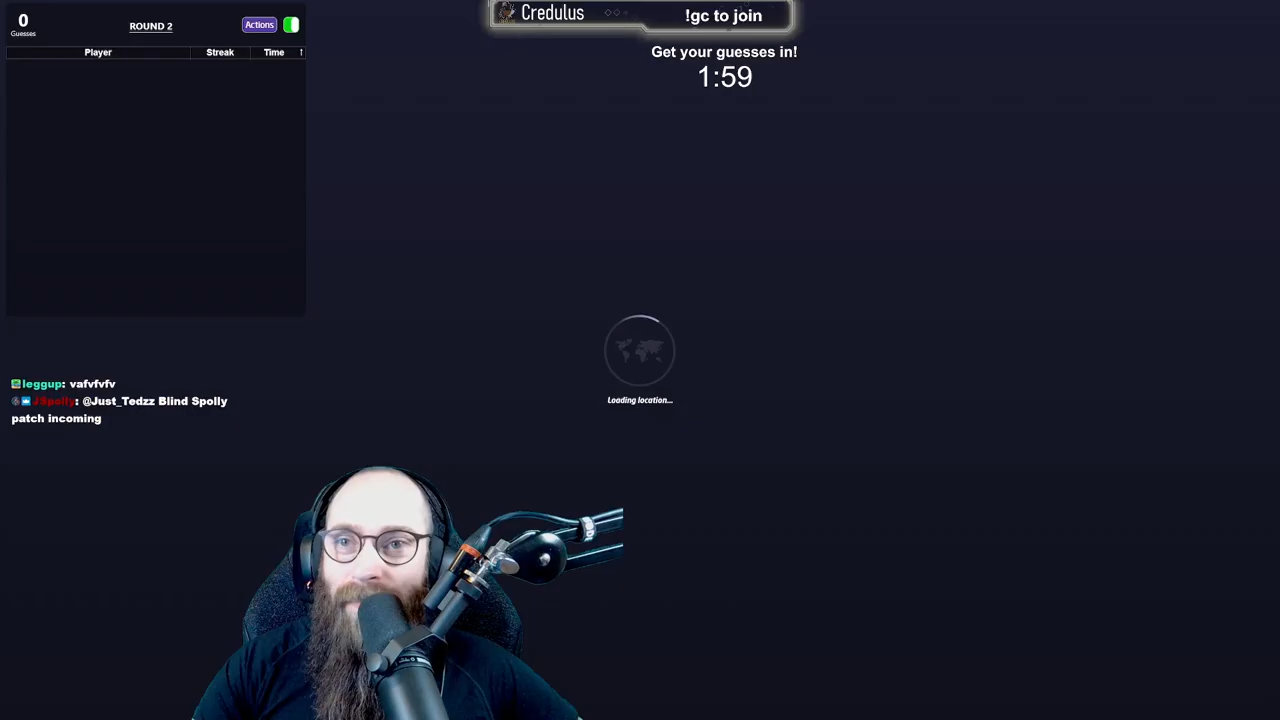 0
Guesses
ROUND 2
Actions
Player Streak Time ↑
Credulus
!gc to join
Get your guesses in!
1:59
Loading location...
leggup: vafvfvfv
JSpolly: @Just_Tedzz Blind Spolly
patch incoming